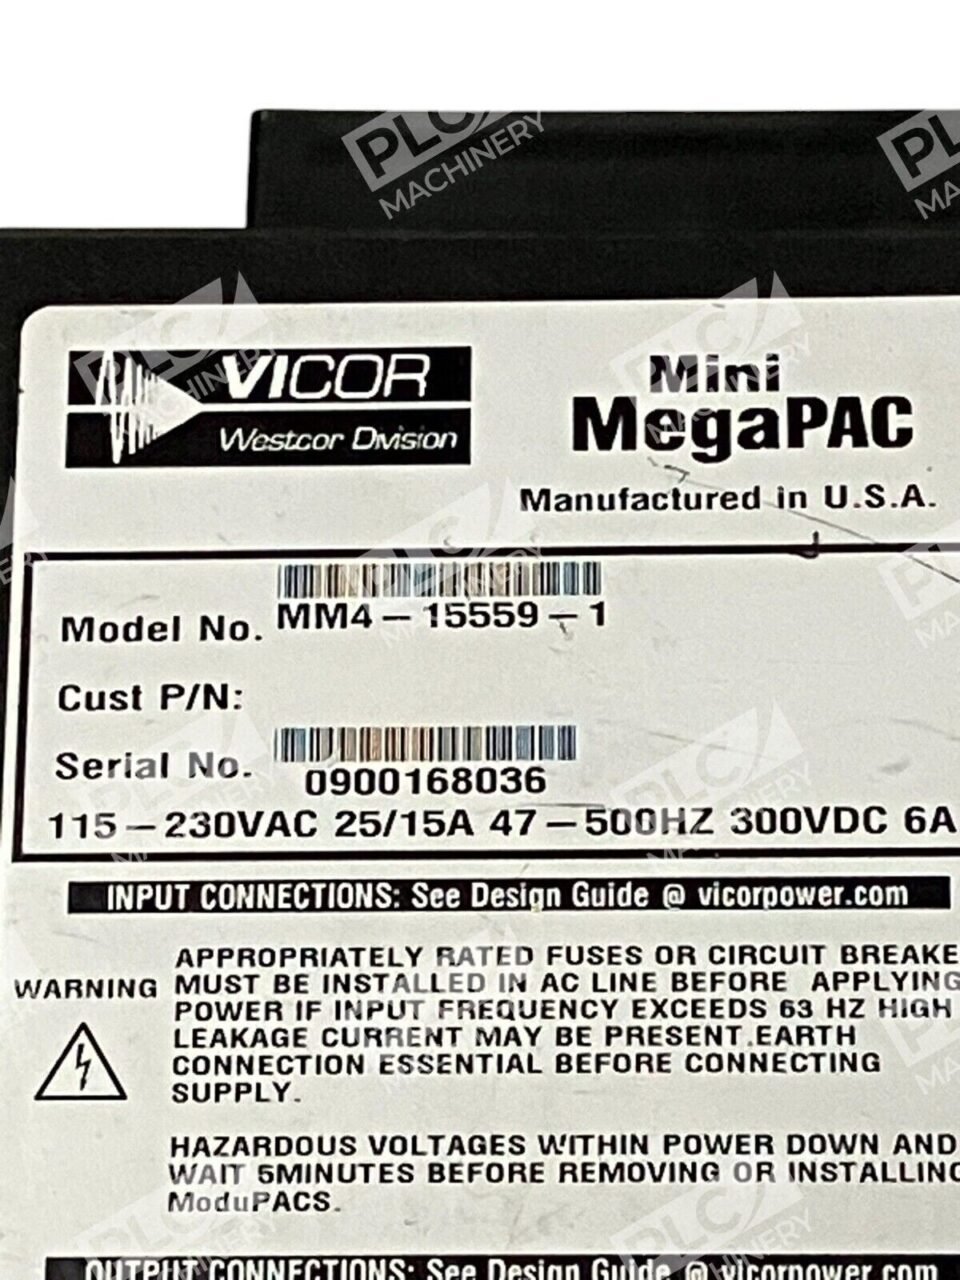 VICOR
Westcor Division
Mini
MegaPAC
Manufactured in U.S.A.
Model No. MM4-15559-1
Cust P/N:
Serial No. 0900168036
115-230VAC 25/15A 47-500HZ 300VDC 6A
INPUT CONNECTIONS: See Design Guide @ vicorpower.com
WARNING
APPROPRIATELY RATED FUSES OR CIRCUIT BREAKE
MUST BE INSTALLED IN AC LINE BEFORE APPLYING
POWER IF INPUT FREQUENCY EXCEEDS 63 HZ HIGH
LEAKAGE CURRENT MAY BE PRESENT.EARTH
CONNECTION ESSENTIAL BEFORE CONNECTING
SUPPLY.
HAZARDOUS VOLTAGES WITHIN POWER DOWN AND
WAIT 5MINUTES BEFORE REMOVING OR INSTALLING
ModuPACS.
OUTPUT CONNECTIONS: See Design Guide @ vicorpower.com
PLC MACHINERY